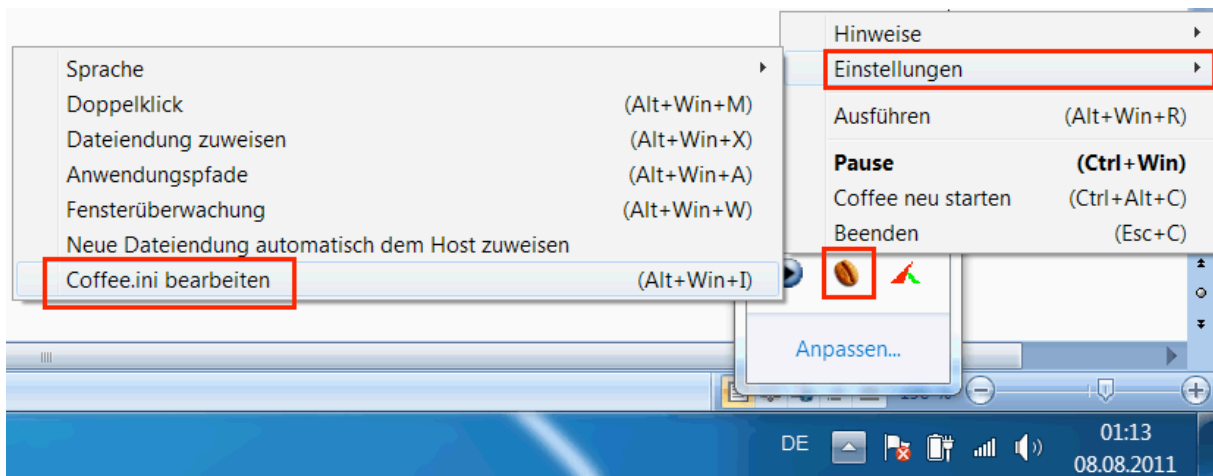 Hinweise
Einstellungen
Ausführen (Alt+Win+R)
Pause (Ctrl+Win)
Coffee neu starten (Ctrl+Alt+C)
Beenden (Esc+C)
Sprache
Doppelklick (Alt+Win+M)
Dateiendung zuweisen (Alt+Win+X)
Anwendungspfade (Alt+Win+A)
Fensterüberwachung (Alt+Win+W)
Neue Dateiendung automatisch dem Host zuweisen
Coffee.ini bearbeiten (Alt+Win+I)
Anpassen...
DE
01:13
08.08.2011